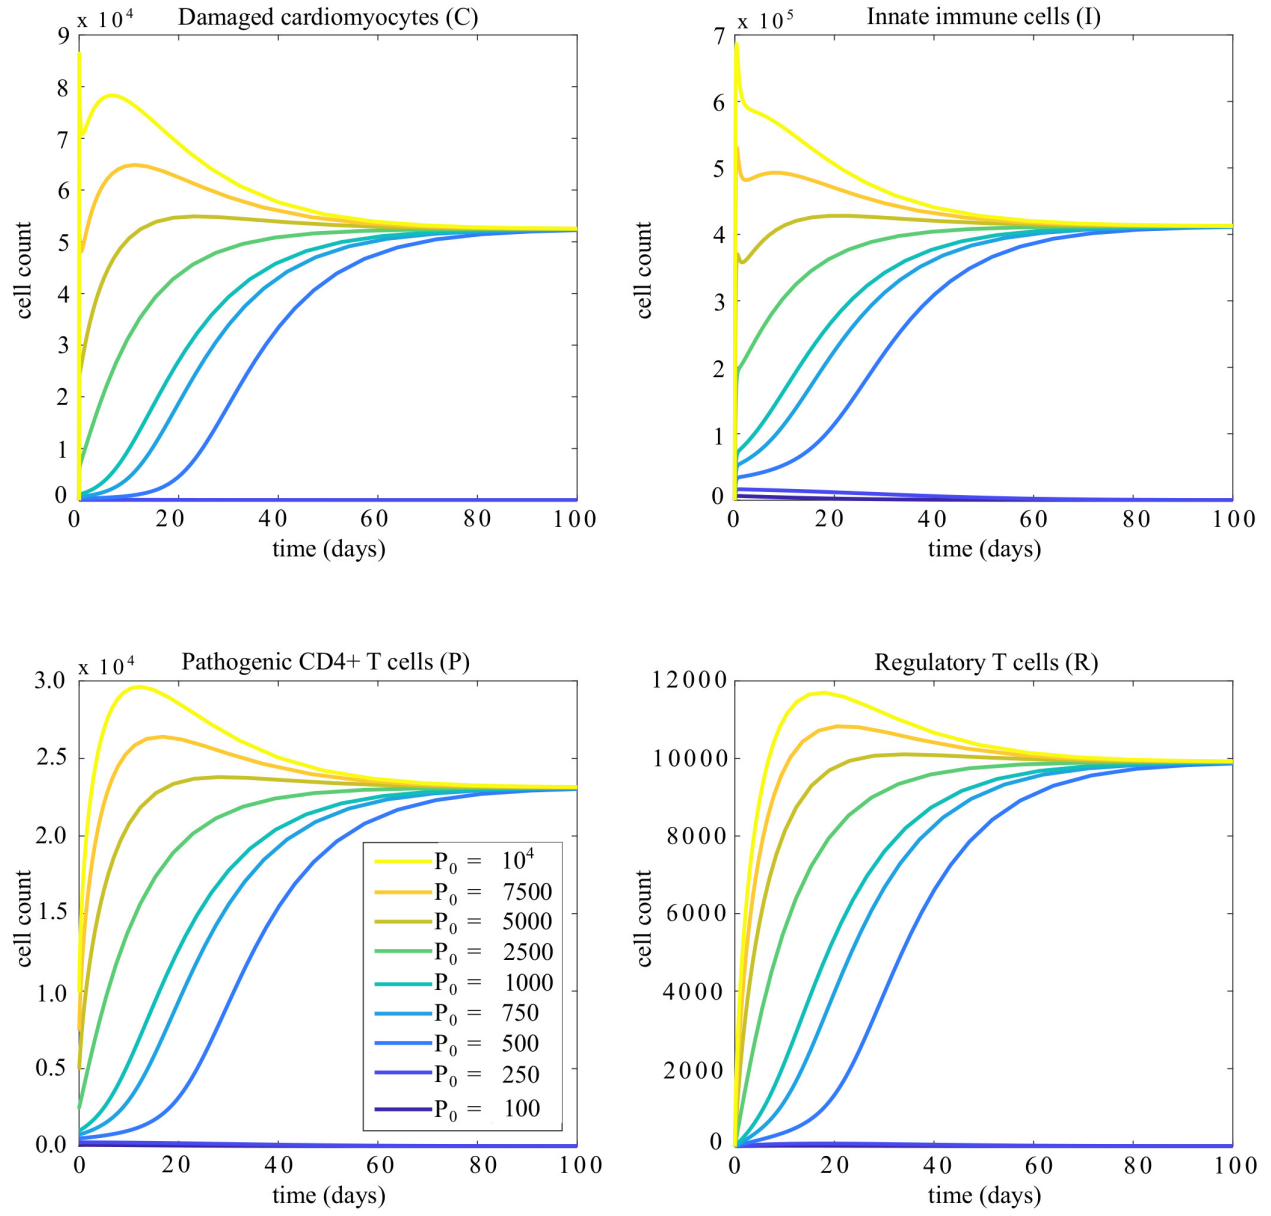 Damaged cardiomyocytes (C)
x 10⁴
9
8
7
6
5
4
3
2
1
0
cell count
0 20 40 60 80 100
time (days)
Innate immune cells (I)
x 10⁵
7
6
5
4
3
2
1
0
cell count
0 20 40 60 80 100
time (days)
Pathogenic CD4+ T cells (P)
x 10⁴
3.0
2.5
2.0
1.5
1.0
0.5
0.0
cell count
P₀ = 10⁴
P₀ = 7500
P₀ = 5000
P₀ = 2500
P₀ = 1000
P₀ = 750
P₀ = 500
P₀ = 250
P₀ = 100
0 20 40 60 80 100
time (days)
Regulatory T cells (R)
12000
10000
8000
6000
4000
2000
0
cell count
0 20 40 60 80 100
time (days)